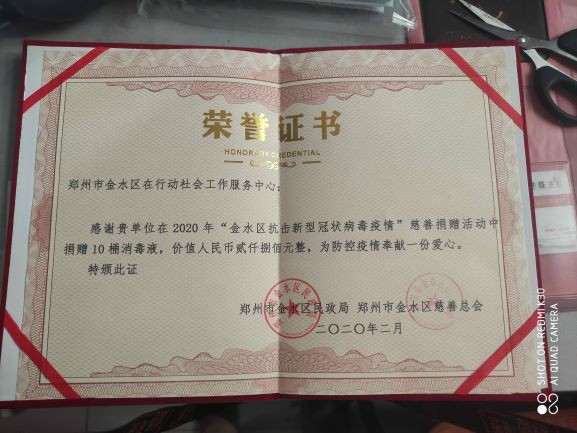 荣誉证书
HONORARY CREDENTIAL
郑州市金水区在行动社会工作服务中心:
感谢贵单位在2020年“金水区抗击新型冠状病毒疫情”慈善捐赠活动中
捐赠10桶消毒液,价值人民币贰仟捌佰元整,为防控疫情奉献一份爱心。
特颁此证
郑州市金水区民政局 郑州市金水区慈善总会
二〇二〇年二月
SHOT ON REDMI K30
AI QUAD CAMERA